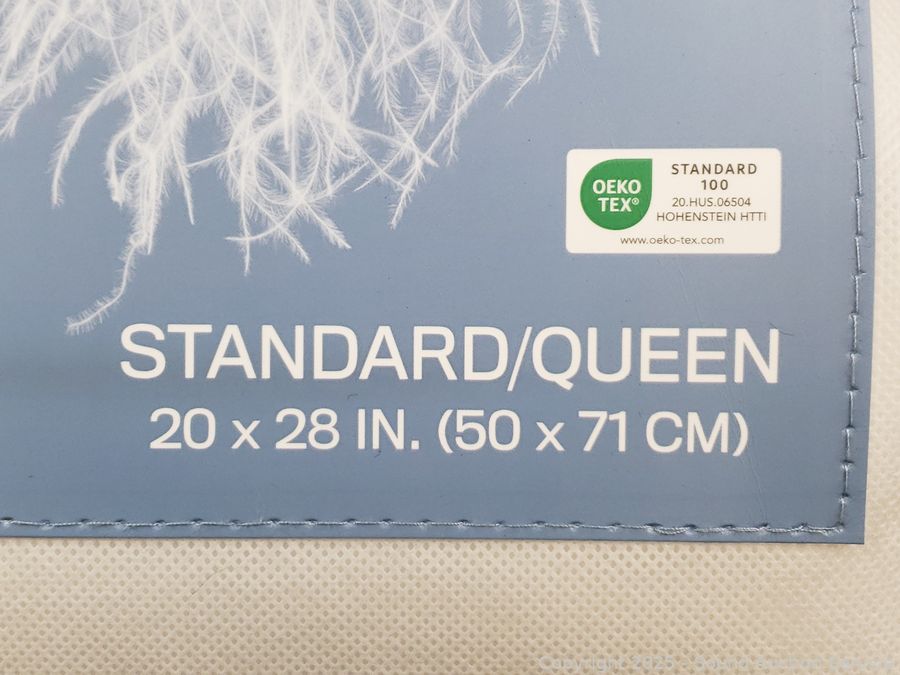 OEKO
TEX®
STANDARD
100
20.HUS.06504
HOHENSTEIN HTTI
www.oeko-tex.com
STANDARD/QUEEN
20 x 28 IN. (50 x 71 CM)
Copyright 2025 - Sound Auction Service